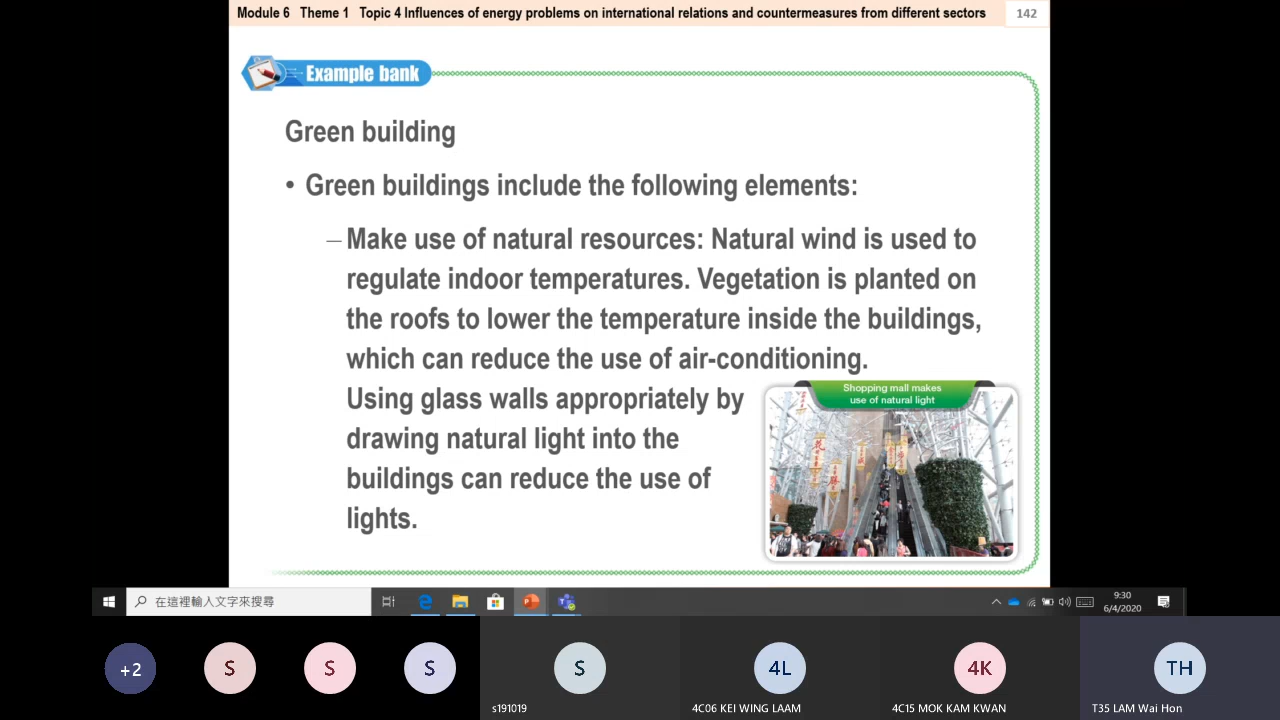 Module 6 Theme 1 Topic 4 Influences of energy problems on international relations and countermeasures from different sectors 142
Example bank
Green building
• Green buildings include the following elements:
– Make use of natural resources: Natural wind is used to
regulate indoor temperatures. Vegetation is planted on
the roofs to lower the temperature inside the buildings,
which can reduce the use of air-conditioning.
Using glass walls appropriately by
drawing natural light into the
buildings can reduce the use of
lights.
Shopping mall makes
use of natural light
在這裡輸入文字來搜尋
9:30
6/4/2020
+2
S
S
S
S
4L
4K
TH
s191019
4C06 KEI WING LAAM
4C15 MOK KAM KWAN
T35 LAM Wai Hon